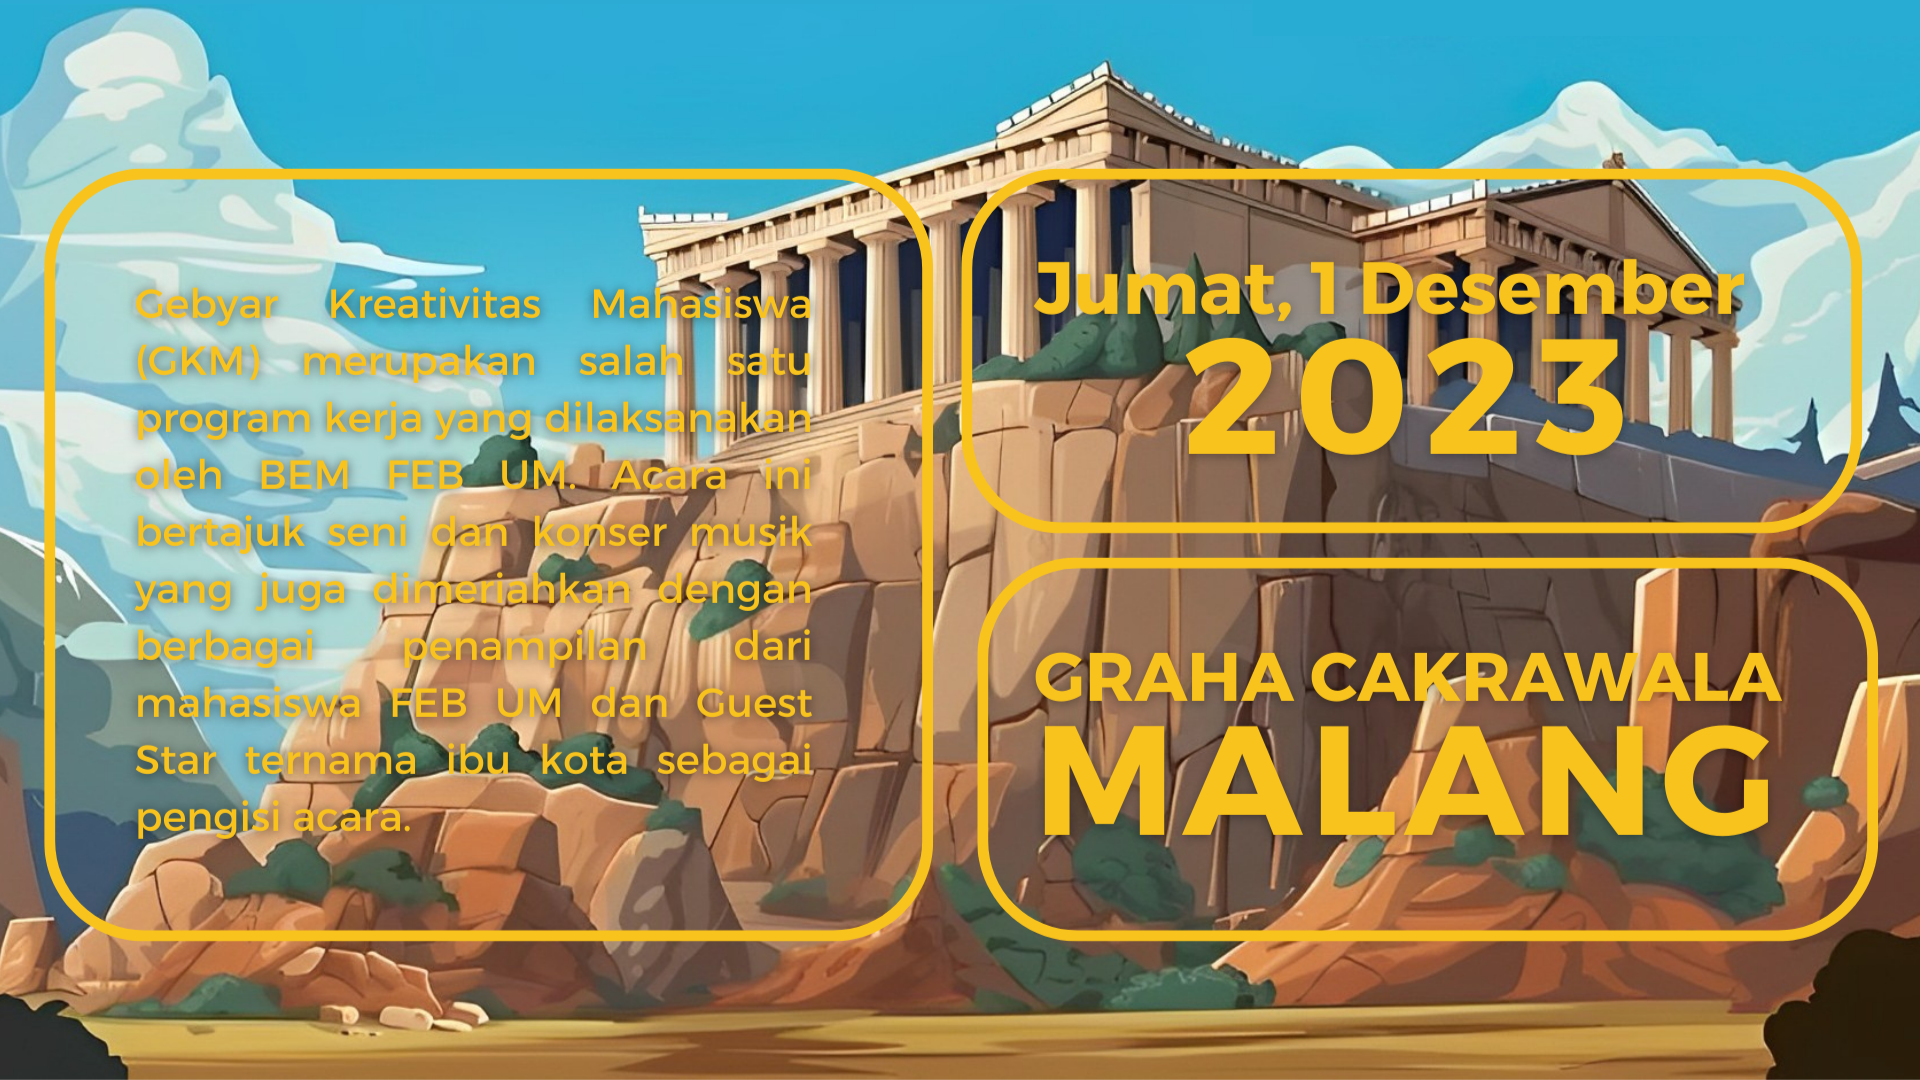 Gebyar Kreativitas Mahasiswa
(GKM) merupakan salah satu
program kerja yang dilaksanakan
oleh BEM FEB UM. Acara ini
bertajuk seni dan konser musik
yang juga dimeriahkan dengan
berbagai penampilan dari
mahasiswa FEB UM dan Guest
Star ternama ibu kota sebagai
pengisi acara.
Jumat, 1 Desember
2023
GRAHA CAKRAWALA
MALANG